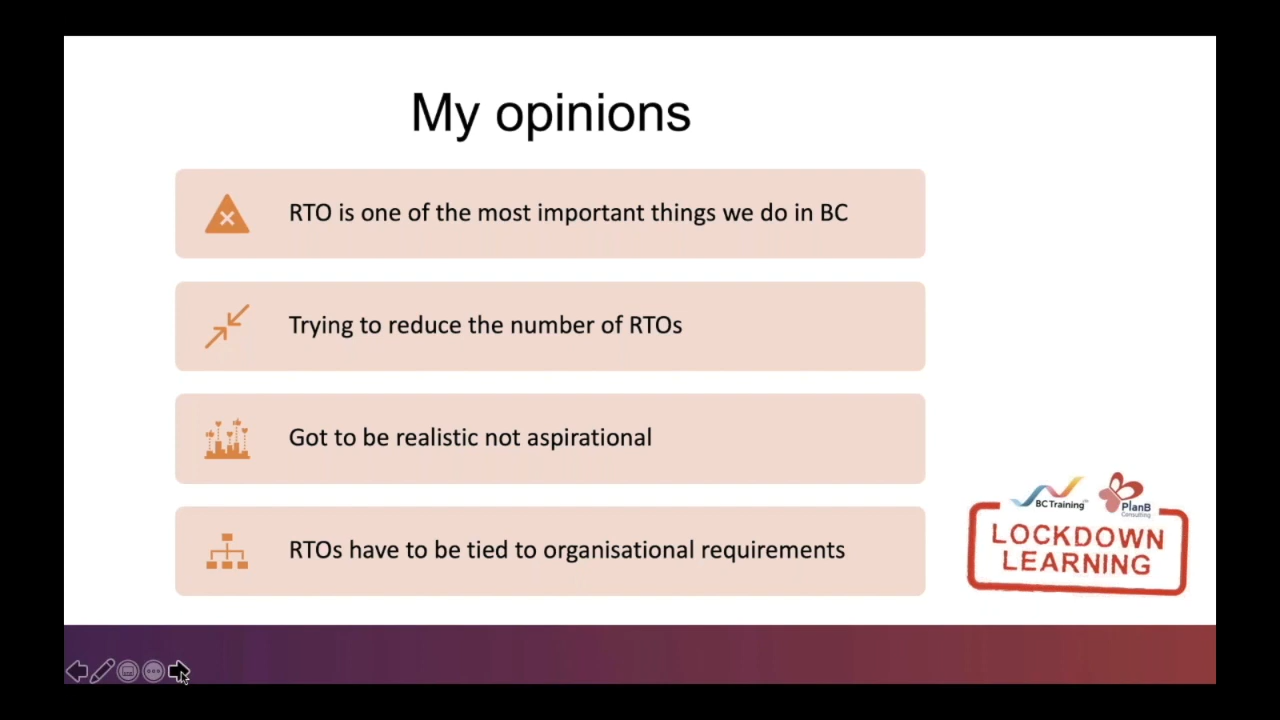 My opinions
RTO is one of the most important things we do in BC
Trying to reduce the number of RTOs
Got to be realistic not aspirational
RTOs have to be tied to organisational requirements
BC Training
PlanB
Consulting
LOCKDOWN
LEARNING